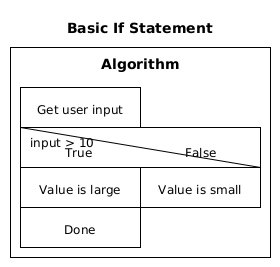 Basic If Statement
Algorithm
Get user input
input > 10
True False
Value is large Value is small
Done